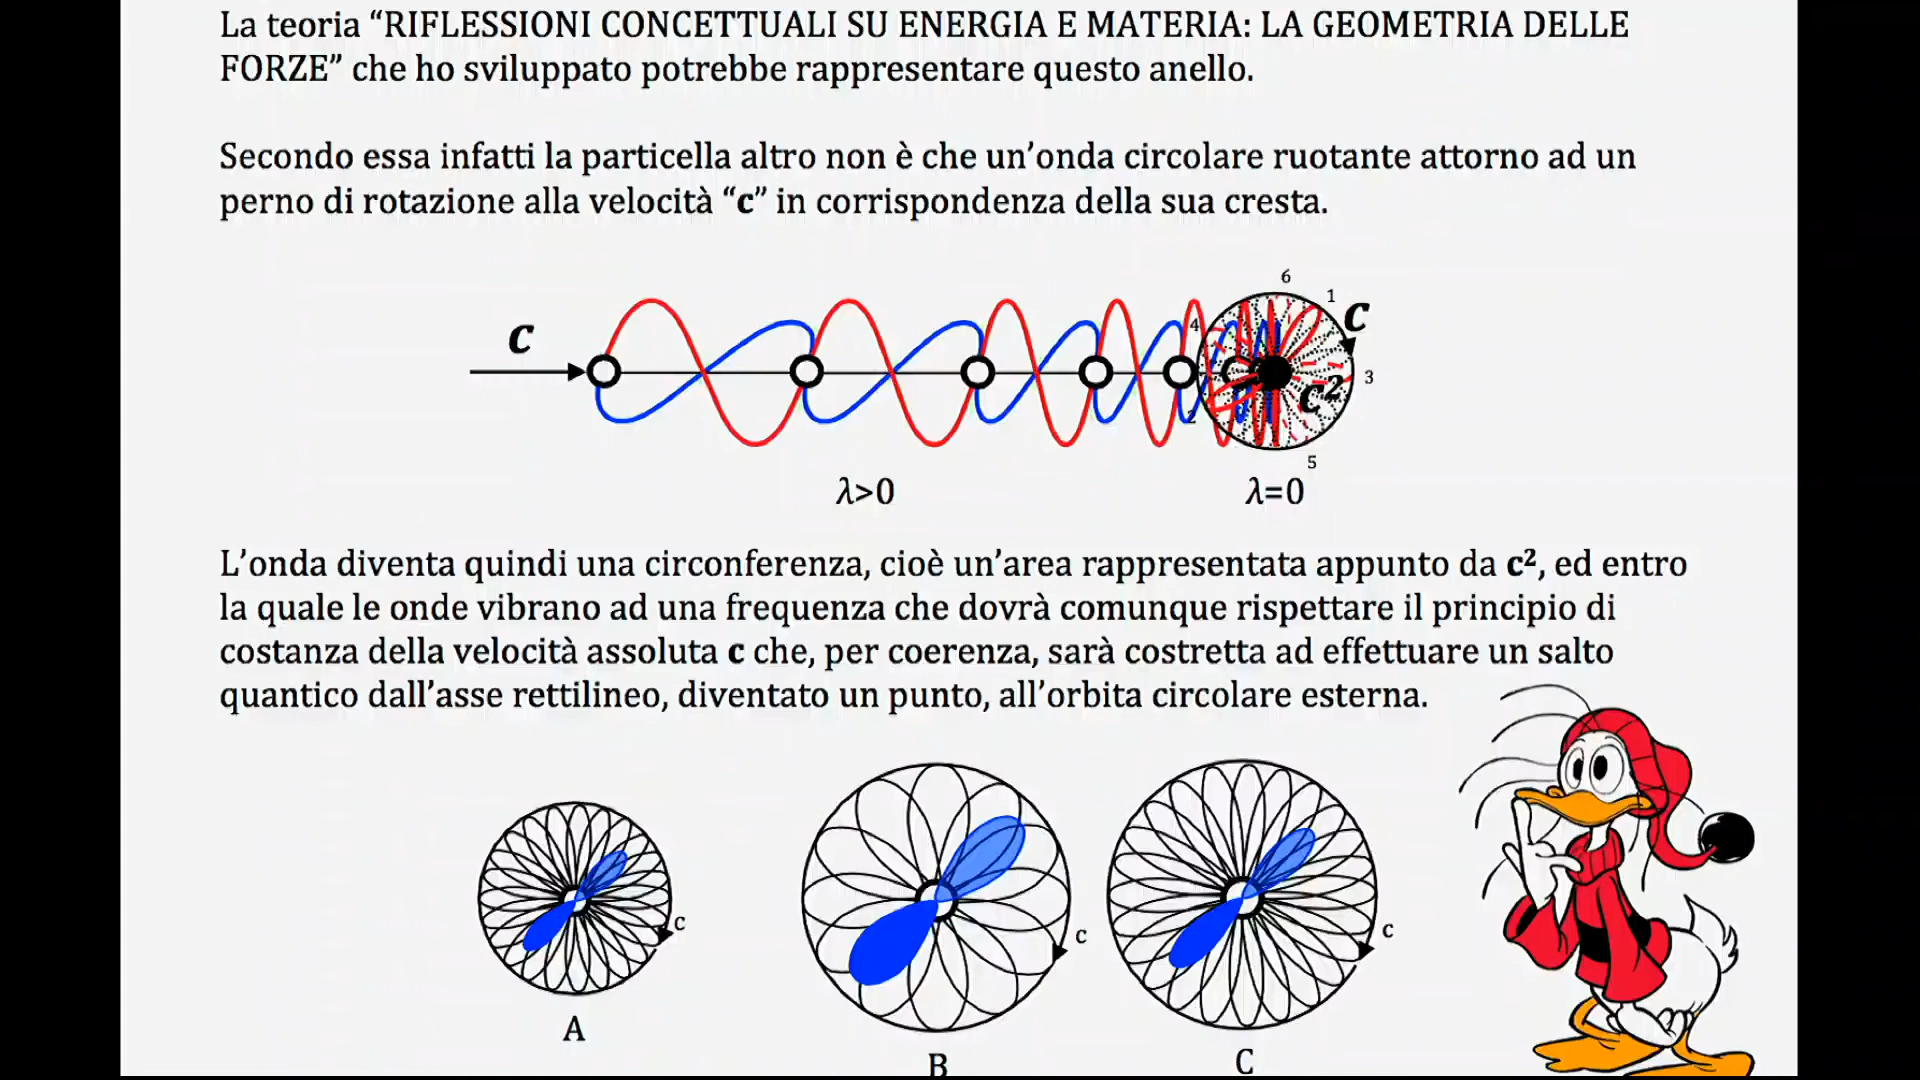 La teoria “RIFLESSIONI CONCETTUALI SU ENERGIA E MATERIA: LA GEOMETRIA DELLE
FORZE” che ho sviluppato potrebbe rappresentare questo anello.
Secondo essa infatti la particella altro non è che un’onda circolare ruotante attorno ad un
perno di rotazione alla velocità “c” in corrispondenza della sua cresta.
6
1
c
4
c
3
c²
2
5
λ>0
λ=0
L’onda diventa quindi una circonferenza, cioè un’area rappresentata appunto da c², ed entro
la quale le onde vibrano ad una frequenza che dovrà comunque rispettare il principio di
costanza della velocità assoluta c che, per coerenza, sarà costretta ad effettuare un salto
quantico dall’asse rettilineo, diventato un punto, all’orbita circolare esterna.
c
c
c
A
B
C